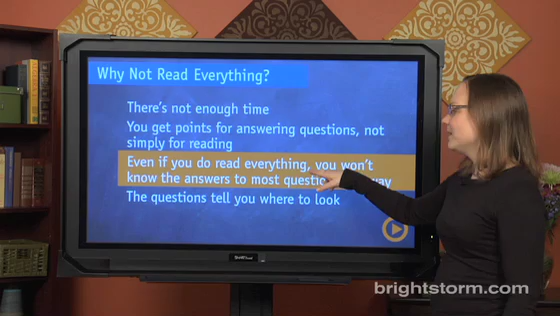 Why Not Read Everything?
There's not enough time
You get points for answering questions, not
simply for reading
Even if you do read everything, you won't
know the answers to most
The questions tell you where to look
brightstorm.com